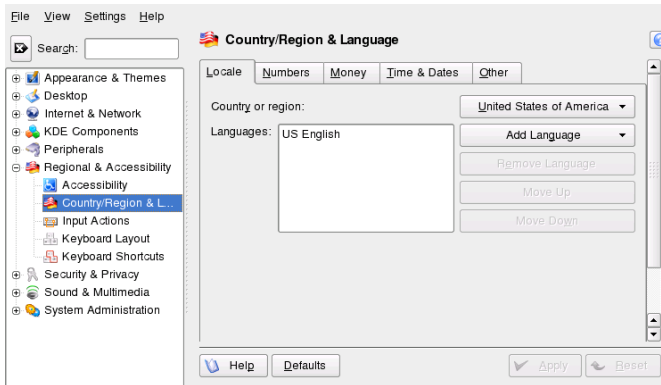 File View Settings Help
Search:
Appearance & Themes
Desktop
Internet & Network
KDE Components
Peripherals
Regional & Accessibility
Accessibility
Country/Region & L...
Input Actions
Keyboard Layout
Keyboard Shortcuts
Security & Privacy
Sound & Multimedia
System Administration
Country/Region & Language
Locale Numbers Money Time & Dates Other
Country or region: United States of America
Languages: US English Add Language
Remove Language
Move Up
Move Down
Help Defaults Apply Reset